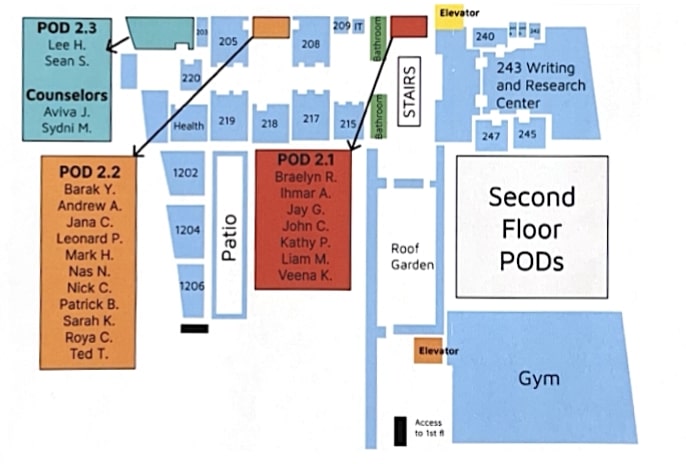 POD 2.3
Lee H.
Sean S.
Counselors
Aviva J.
Sydni M.
203
205
208
209
IT
Bathroom
Elevator
240
242
243 Writing
and Research
Center
220
STAIRS
Health
219
218
217
215
Bathroom
247
245
POD 2.2
Barak Y.
Andrew A.
Jana C.
Leonard P.
Mark H.
Nas N.
Nick C.
Patrick B.
Sarah K.
Roya C.
Ted T.
1202
1204
1206
Patio
POD 2.1
Braelyn R.
Ihmar A.
Jay G.
John C.
Kathy P.
Liam M.
Veena K.
Roof
Garden
Second
Floor
PODs
Elevator
Gym
Access
to 1st fl